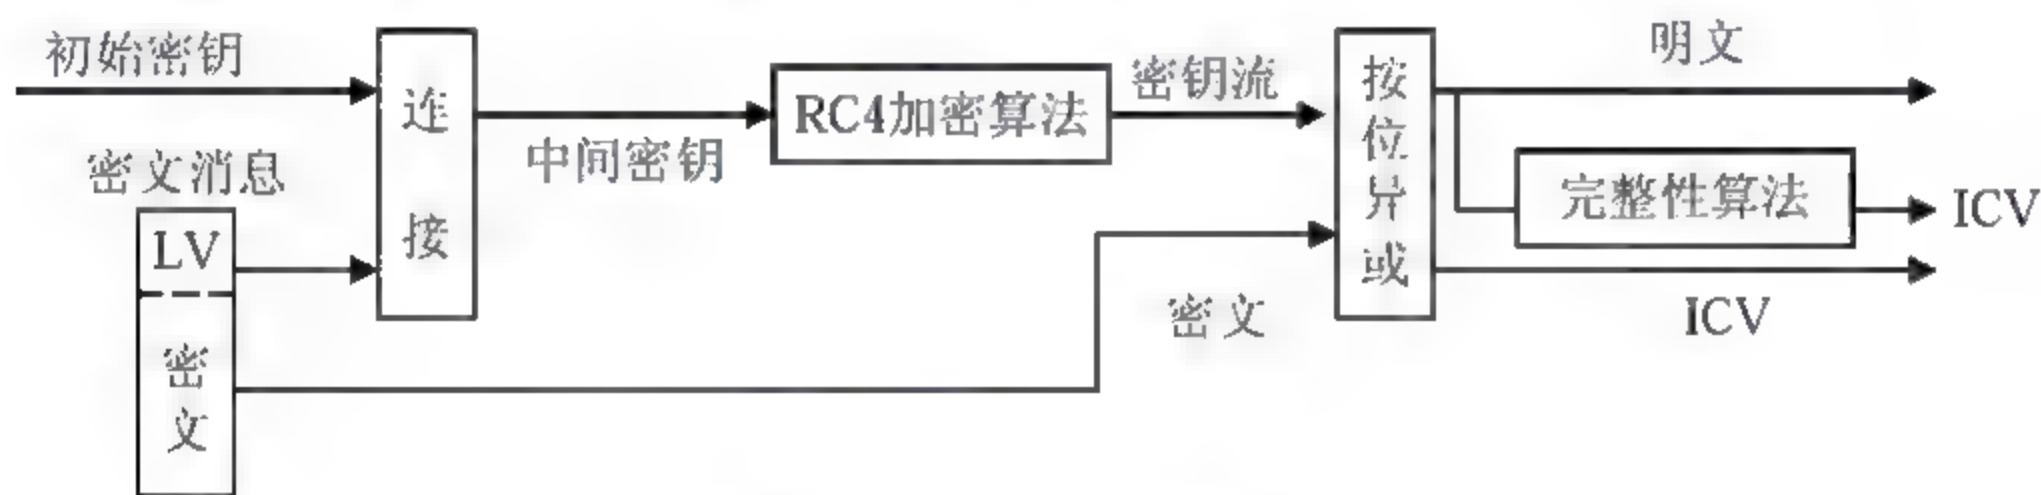 初始密钥
密文消息
LV
密文
连接
中间密钥
RC4加密算法
密钥流
密文
按位异或
明文
完整性算法
ICV
ICV